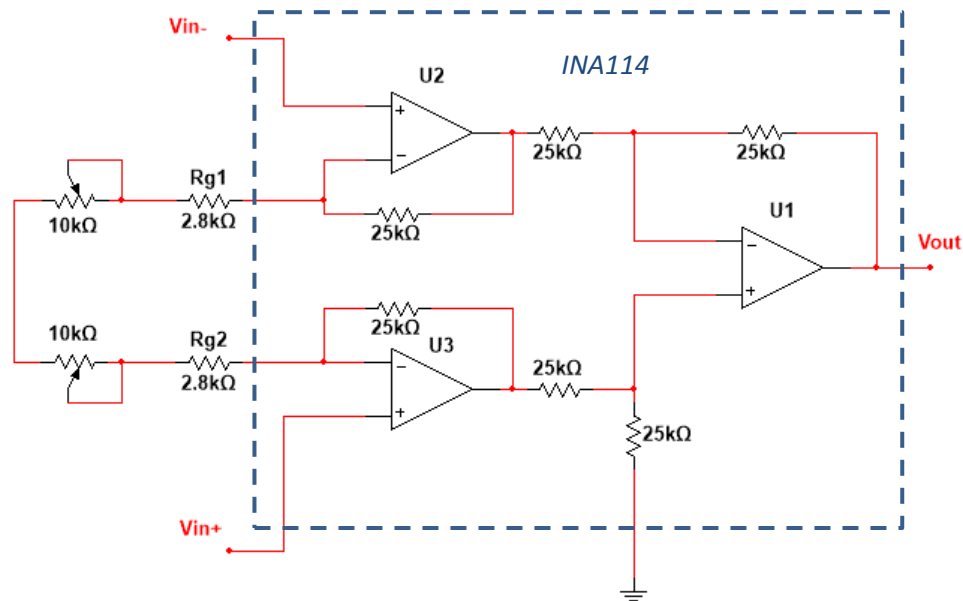 Vin-
INA114
U2
+
−
25kΩ
25kΩ
Rg1
10kΩ
2.8kΩ
25kΩ
U1
−
+
Vout
10kΩ
Rg2
2.8kΩ
25kΩ
U3
−
+
25kΩ
25kΩ
Vin+